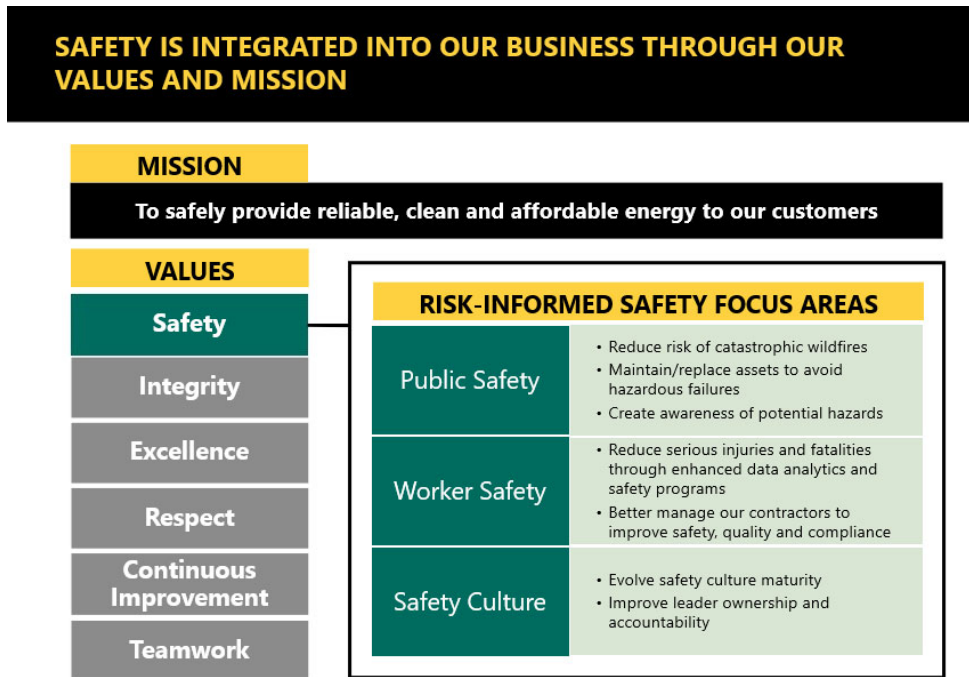 SAFETY IS INTEGRATED INTO OUR BUSINESS THROUGH OUR
VALUES AND MISSION
MISSION
To safely provide reliable, clean and affordable energy to our customers
VALUES
Safety
Integrity
Excellence
Respect
Continuous
Improvement
Teamwork
RISK-INFORMED SAFETY FOCUS AREAS
Public Safety
• Reduce risk of catastrophic wildfires
• Maintain/replace assets to avoid
hazardous failures
• Create awareness of potential hazards
Worker Safety
• Reduce serious injuries and fatalities
through enhanced data analytics and
safety programs
• Better manage our contractors to
improve safety, quality and compliance
Safety Culture
• Evolve safety culture maturity
• Improve leader ownership and
accountability